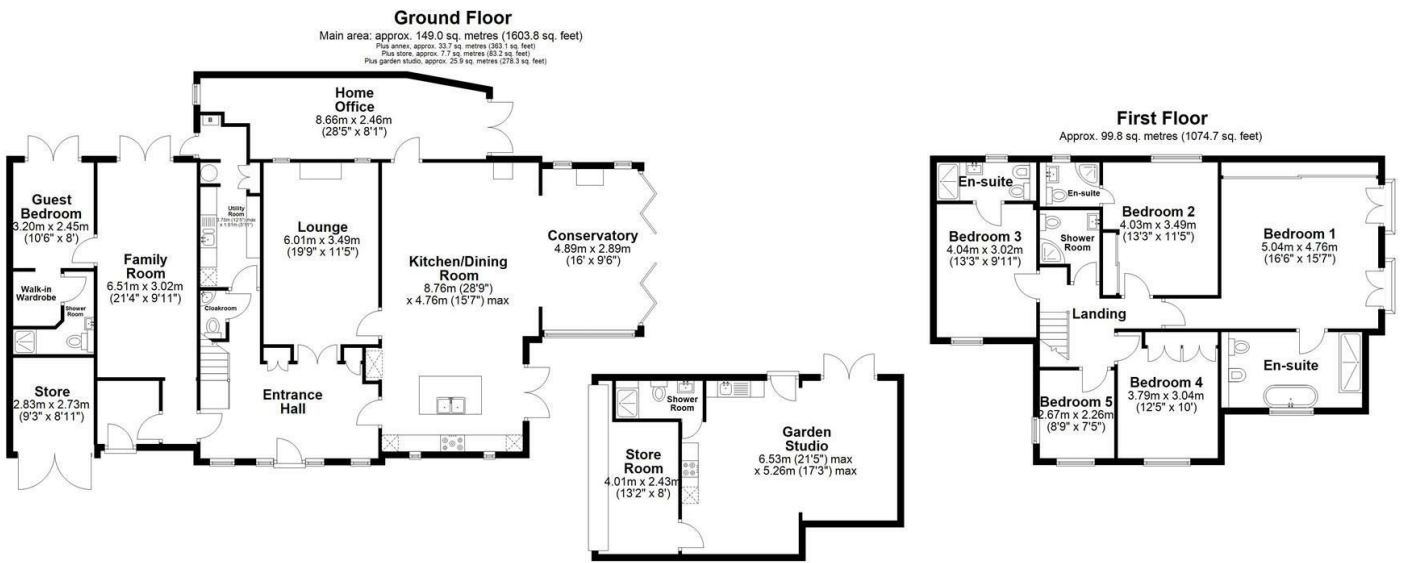 Ground Floor
Main area: approx. 149.0 sq. metres (1603.8 sq. feet)
Plus annex, approx. 33.7 sq. metres (363.1 sq. feet)
Plus store, approx. 7.7 sq. metres (83.2 sq. feet)
Plus garden studio, approx. 25.9 sq. metres (278.3 sq. feet)
Home
Office
8.66m x 2.46m
(28'5" x 8'1")
B
Guest
Bedroom
3.20m x 2.45m
(10'6" x 8')
Family
Room
6.51m x 3.02m
(21'4" x 9'11")
Utility
Room
Lounge
6.01m x 3.49m
(19'9" x 11'5")
Kitchen/Dining
Room
8.76m (28'9")
x 4.76m (15'7") max
Conservatory
4.89m x 2.89m
(16' x 9'6")
Walk-in
Wardrobe
Shower
Room
Cloakroom
Store
2.83m x 2.73m
(9'3" x 8'11")
Entrance
Hall
Shower
Room
Store
Room
4.01m x 2.43m
(13'2" x 8')
Garden
Studio
6.53m (21'5") max
x 5.26m (17'3") max
First Floor
Approx. 99.8 sq. metres (1074.7 sq. feet)
En-suite
En-suite
Bedroom 3
4.04m x 3.02m
(13'3" x 9'11")
Shower
Room
Bedroom 2
4.03m x 3.49m
(13'3" x 11'5")
Bedroom 1
5.04m x 4.76m
(16'6" x 15'7")
Landing
Bedroom 5
2.67m x 2.26m
(8'9" x 7'5")
Bedroom 4
3.79m x 3.04m
(12'5" x 10')
En-suite